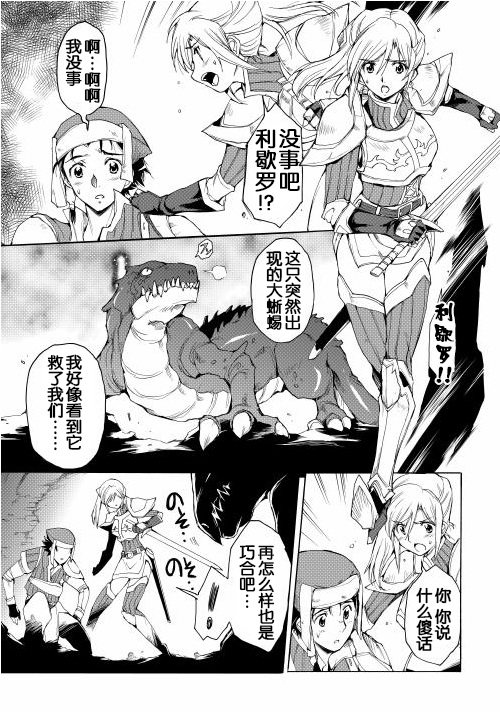 利歇罗!!
没事吧
利歇罗!?
啊…啊啊
我没事
这只突然出
现的大蜥蜴
我好像看到它
救了我们……
你 你说
什么傻话
再怎么样也是
巧合吧…
のそ
のそ